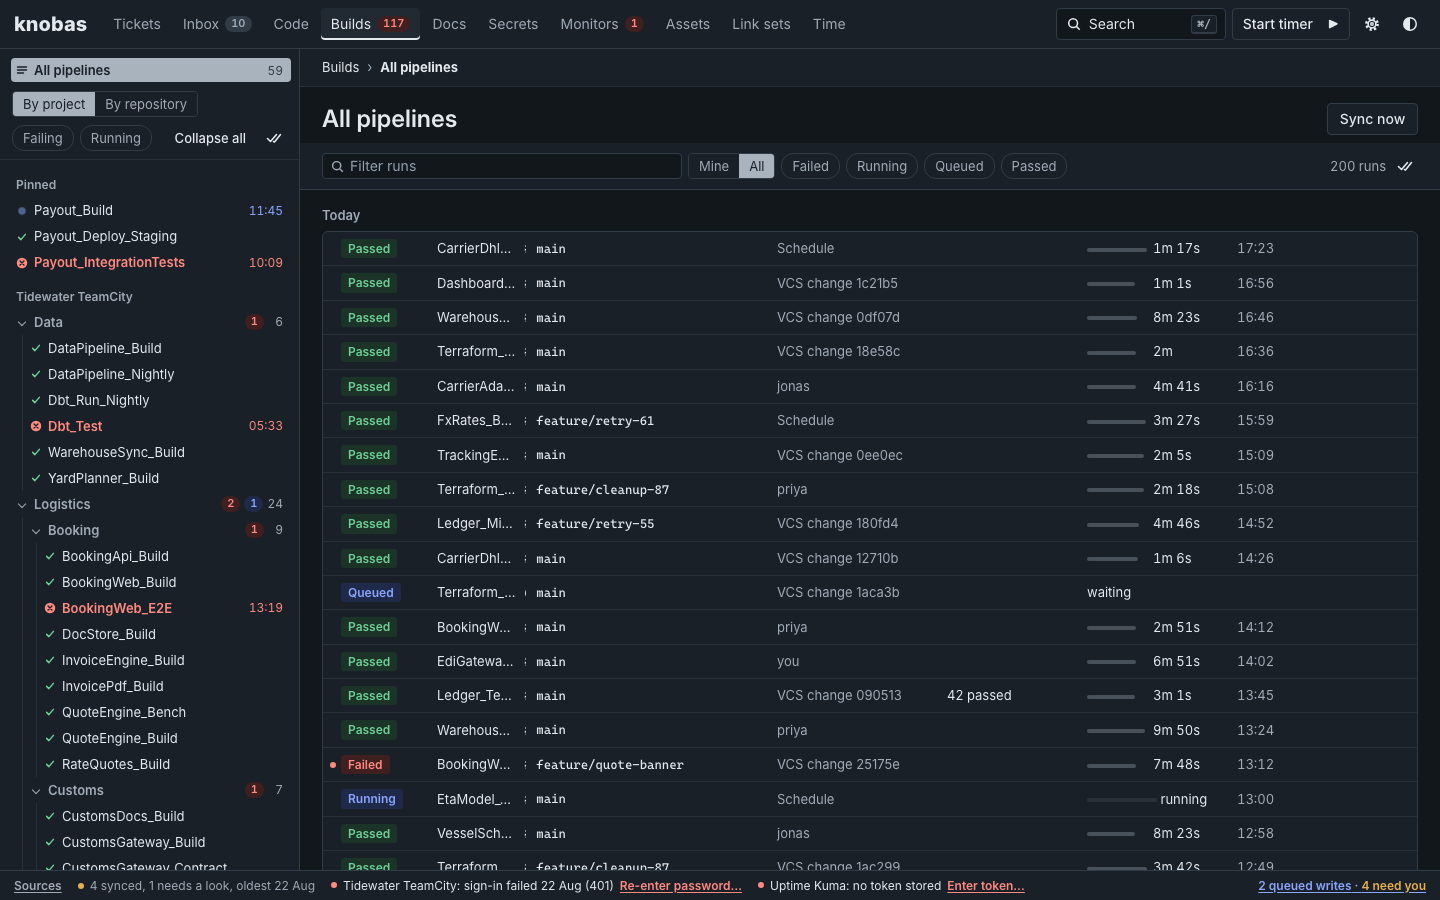 knobas Tickets Inbox 10 Code Builds 117 Docs Secrets Monitors 1 Assets Link sets Time Search ⌘/ Start timer
All pipelines 59
By project By repository
Failing Running Collapse all
Pinned
Payout_Build 11:45
Payout_Deploy_Staging
Payout_IntegrationTests 10:09
Tidewater TeamCity
Data 1 6
DataPipeline_Build
DataPipeline_Nightly
Dbt_Run_Nightly
Dbt_Test 05:33
WarehouseSync_Build
YardPlanner_Build
Logistics 2 1 24
Booking 1 9
BookingApi_Build
BookingWeb_Build
BookingWeb_E2E 13:19
DocStore_Build
InvoiceEngine_Build
InvoicePdf_Build
QuoteEngine_Bench
QuoteEngine_Build
RateQuotes_Build
Customs 1 7
CustomsDocs_Build
CustomsGateway_Build
CustomsGateway_Contract
Builds › All pipelines
All pipelines Sync now
Filter runs Mine All Failed Running Queued Passed 200 runs
Today
Passed CarrierDhl... main Schedule 1m 17s 17:23
Passed Dashboard... main VCS change 1c21b5 1m 1s 16:56
Passed Warehous... main VCS change 0df07d 8m 23s 16:46
Passed Terraform_... main VCS change 18e58c 2m 16:36
Passed CarrierAda... main jonas 4m 41s 16:16
Passed FxRates_B... feature/retry-61 Schedule 3m 27s 15:59
Passed TrackingE... main VCS change 0ee0ec 2m 5s 15:09
Passed Terraform_... feature/cleanup-87 priya 2m 18s 15:08
Passed Ledger_Mi... feature/retry-55 VCS change 180fd4 4m 46s 14:52
Passed CarrierDhl... main VCS change 12710b 1m 6s 14:26
Queued Terraform_... main VCS change 1aca3b waiting
Passed BookingW... main priya 2m 51s 14:12
Passed EdiGatewa... main you 6m 51s 14:02
Passed Ledger_Te... main VCS change 090513 42 passed 3m 1s 13:45
Passed Warehous... main priya 9m 50s 13:24
Failed BookingW... feature/quote-banner VCS change 25175e 7m 48s 13:12
Running EtaModel_... main Schedule running 13:00
Passed VesselSch... main jonas 8m 23s 12:58
Passed Terraform_... feature/cleanup-87 VCS change 1ac299 3m 42s 12:49
Sources 4 synced, 1 needs a look, oldest 22 Aug Tidewater TeamCity: sign-in failed 22 Aug (401) Re-enter password... Uptime Kuma: no token stored Enter token... 2 queued writes · 4 need you